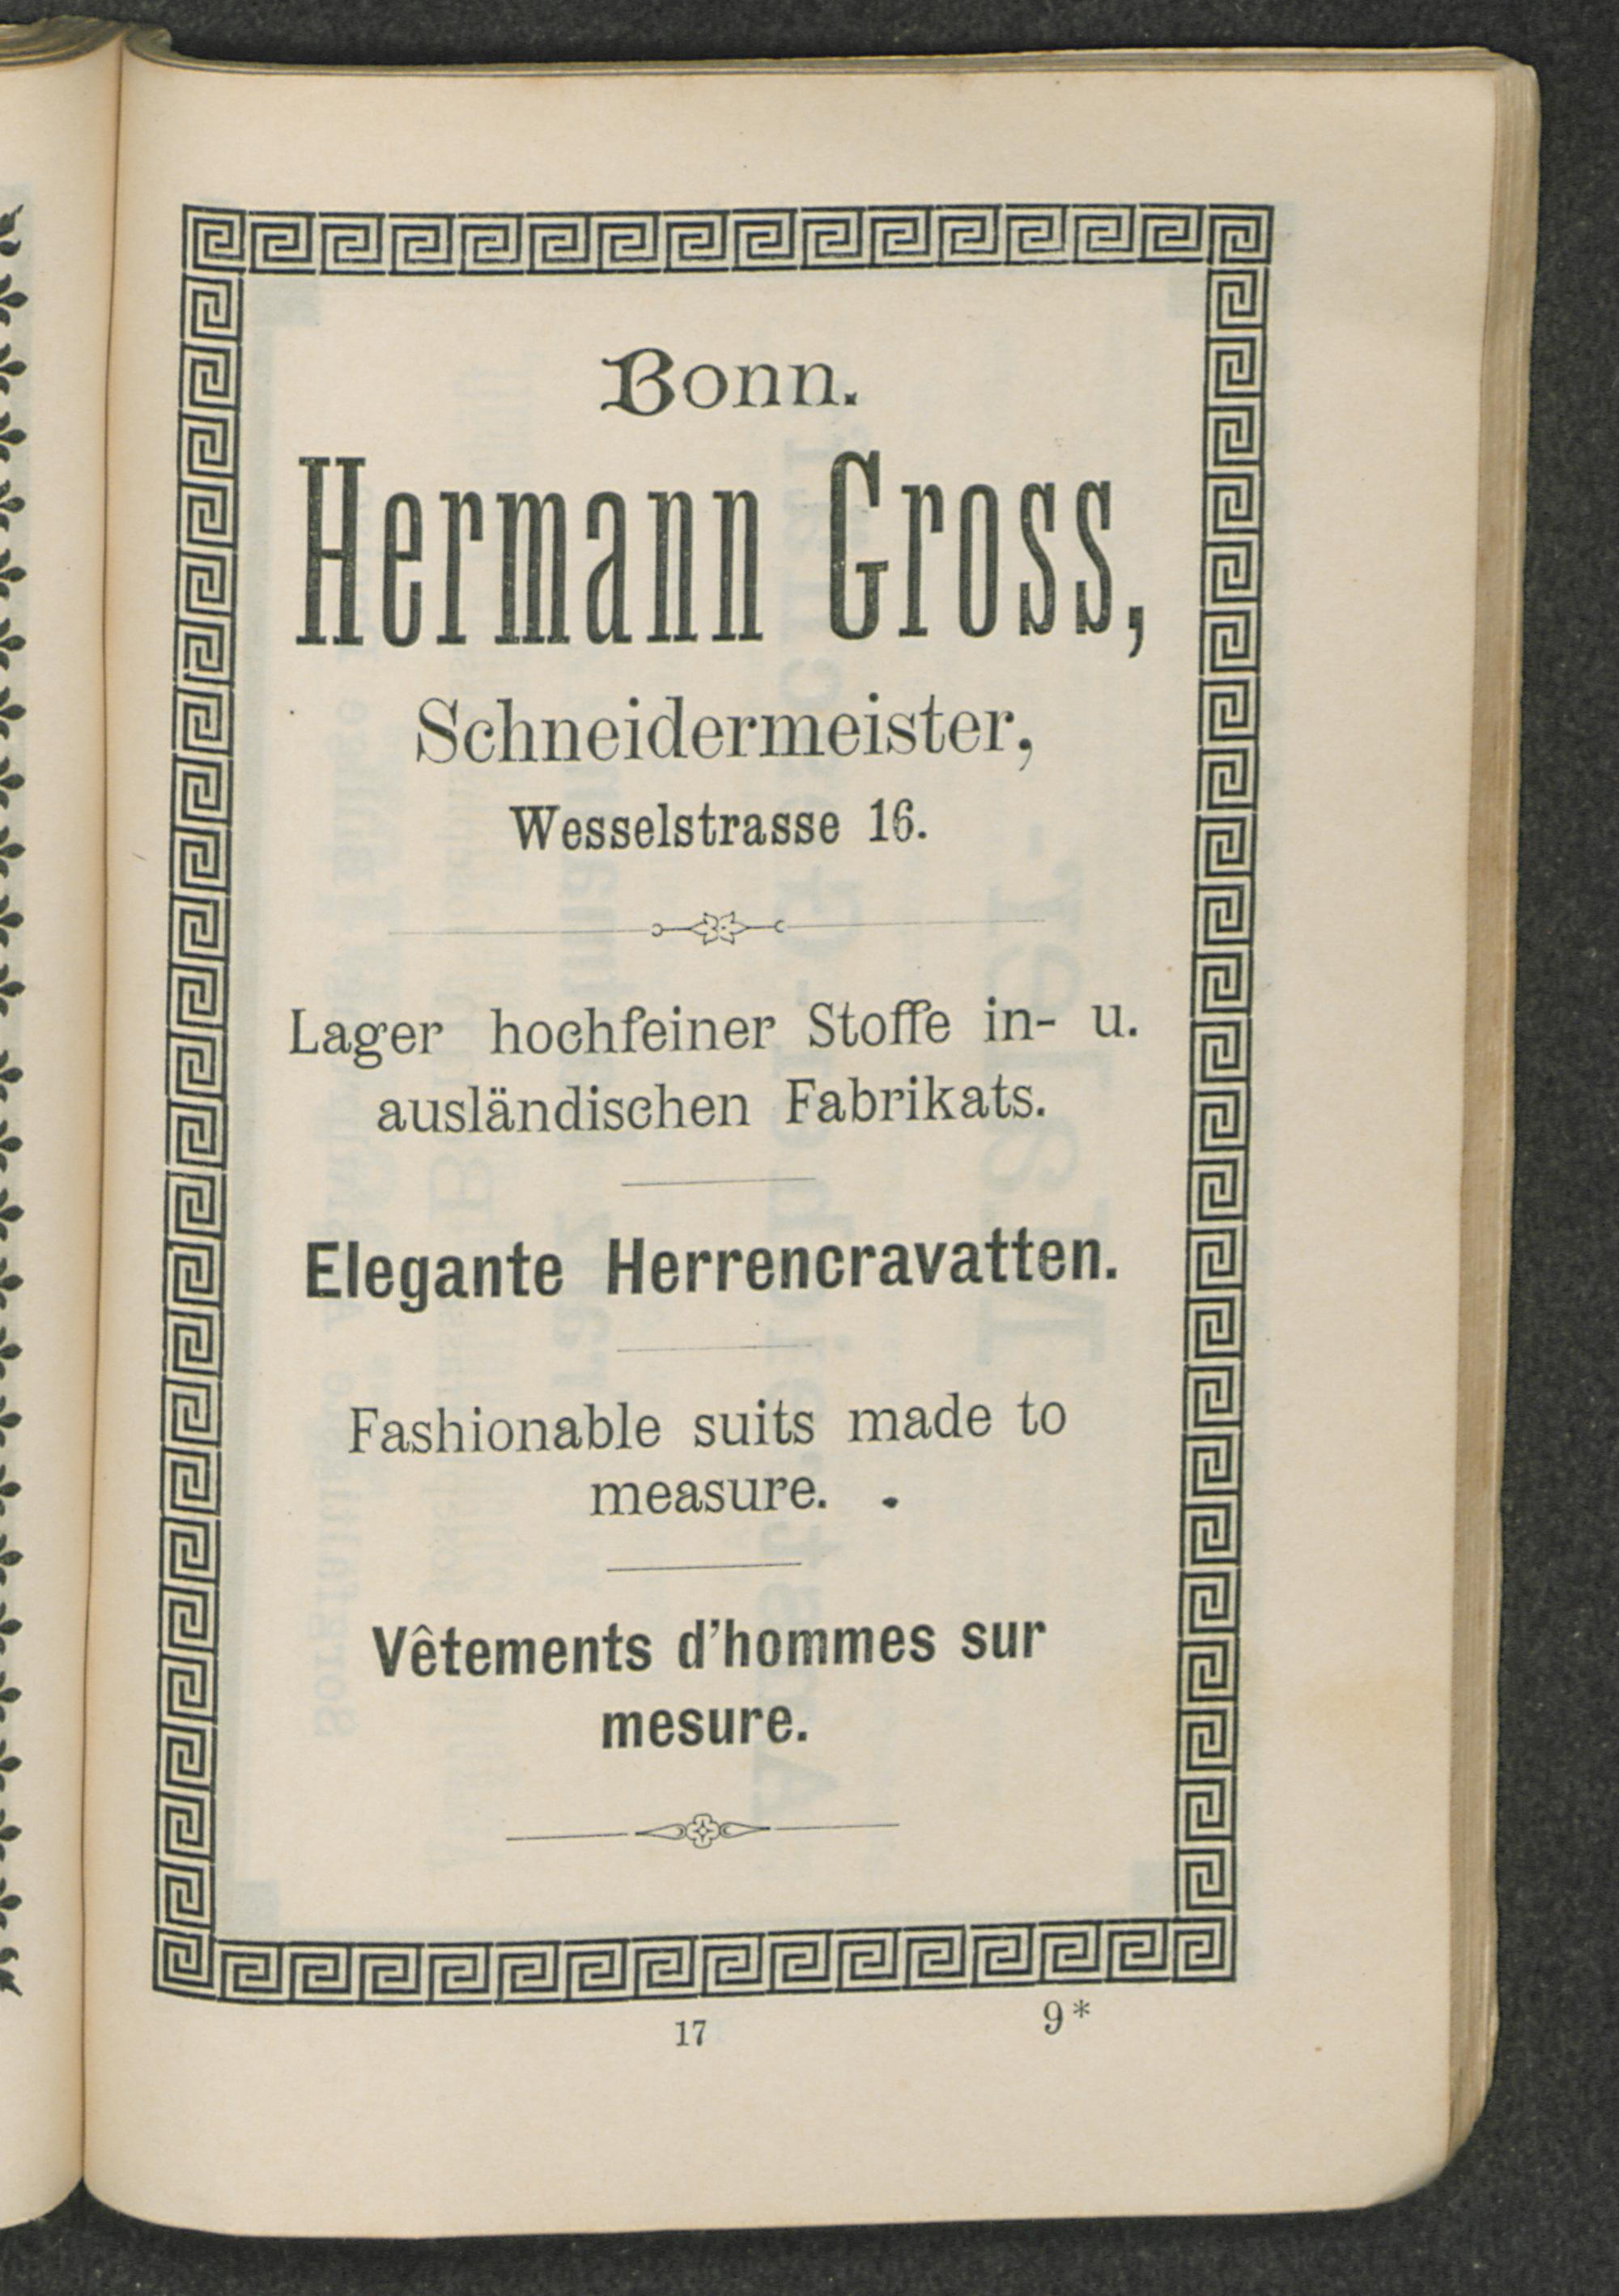 Bonn.
Hermann Gross,
Schneidermeister,
Wesselstrasse 16.
Lager hochfeiner Stoffe in- u.
ausländischen Fabrikats.
Elegante Herrencravatten.
Fashionable suits made to
measure.
Vêtements d'hommes sur
mesure.
17 9*